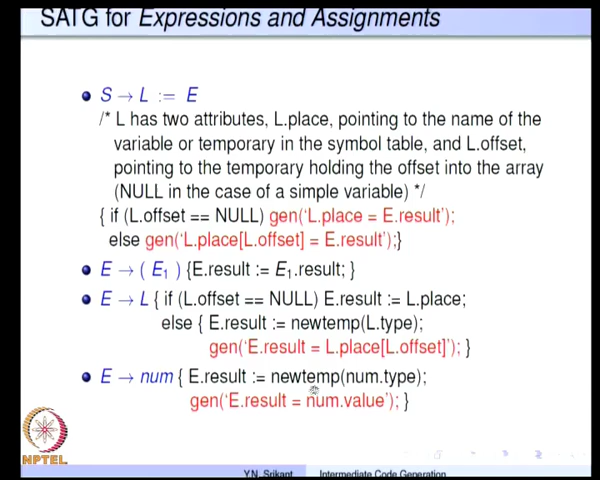 SATG for Expressions and Assignments
S → L := E
/* L has two attributes, L.place, pointing to the name of the
variable or temporary in the symbol table, and L.offset,
pointing to the temporary holding the offset into the array
(NULL in the case of a simple variable) */
{ if (L.offset == NULL) gen('L.place = E.result');
else gen('L.place[L.offset] = E.result');}
E → ( E₁ ) {E.result := E₁.result; }
E → L { if (L.offset == NULL) E.result := L.place;
else { E.result := newtemp(L.type);
gen('E.result = L.place[L.offset]'); }
E → num { E.result := newtemp(num.type);
gen('E.result = num.value'); }
NPTEL
Y.N. Srikant Intermediate Code Generation